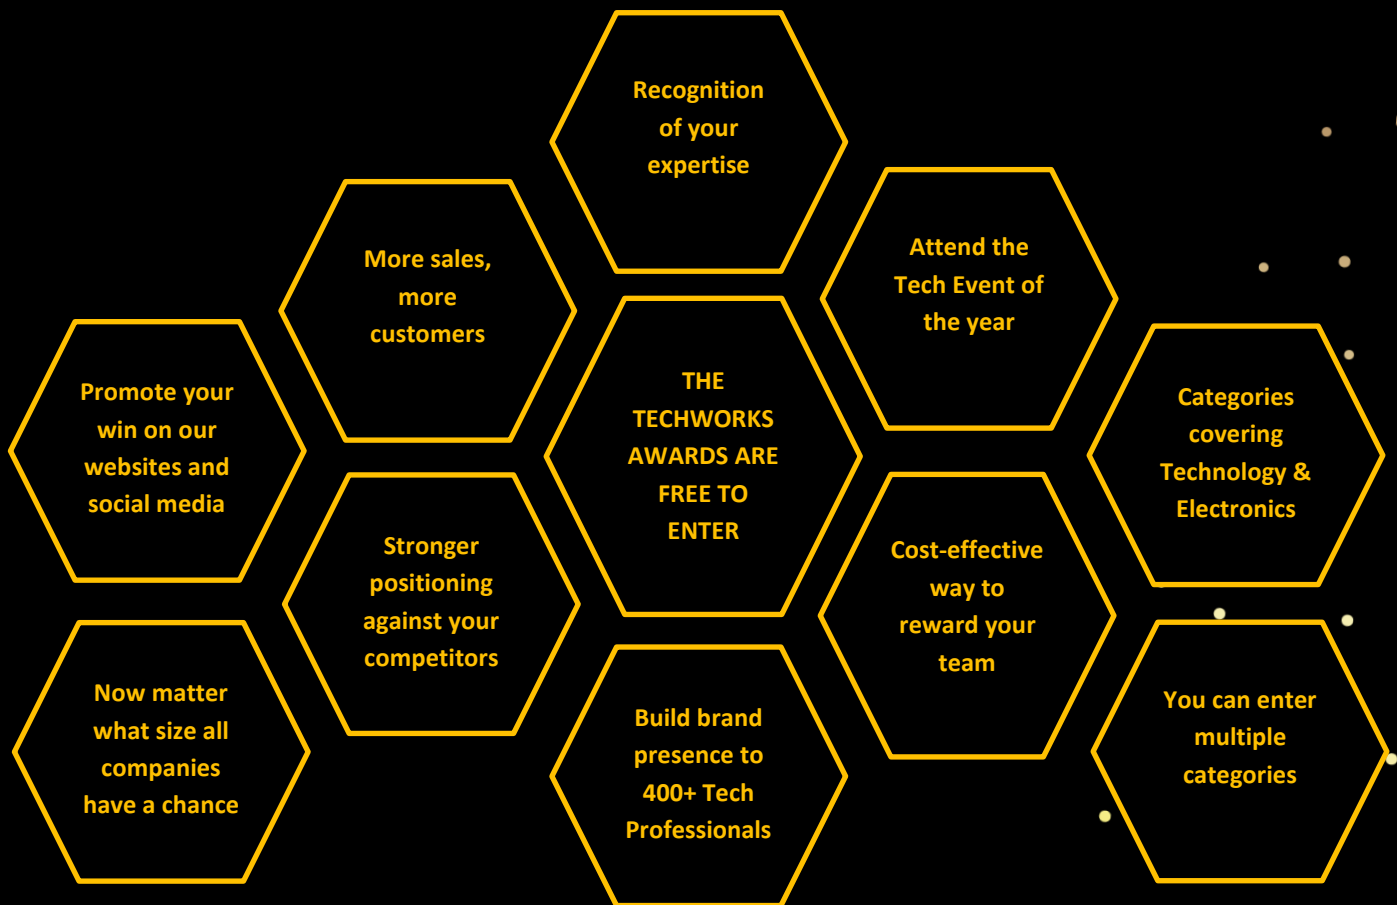 Recognition
of your
expertise
More sales,
more
customers
Attend the
Tech Event of
the year
Promote your
win on our
websites and
social media
THE
TECHWORKS
AWARDS ARE
FREE TO
ENTER
Categories
covering
Technology &
Electronics
Stronger
positioning
against your
competitors
Cost-effective
way to
reward your
team
Now matter
what size all
companies
have a chance
Build brand
presence to
400+ Tech
Professionals
You can enter
multiple
categories